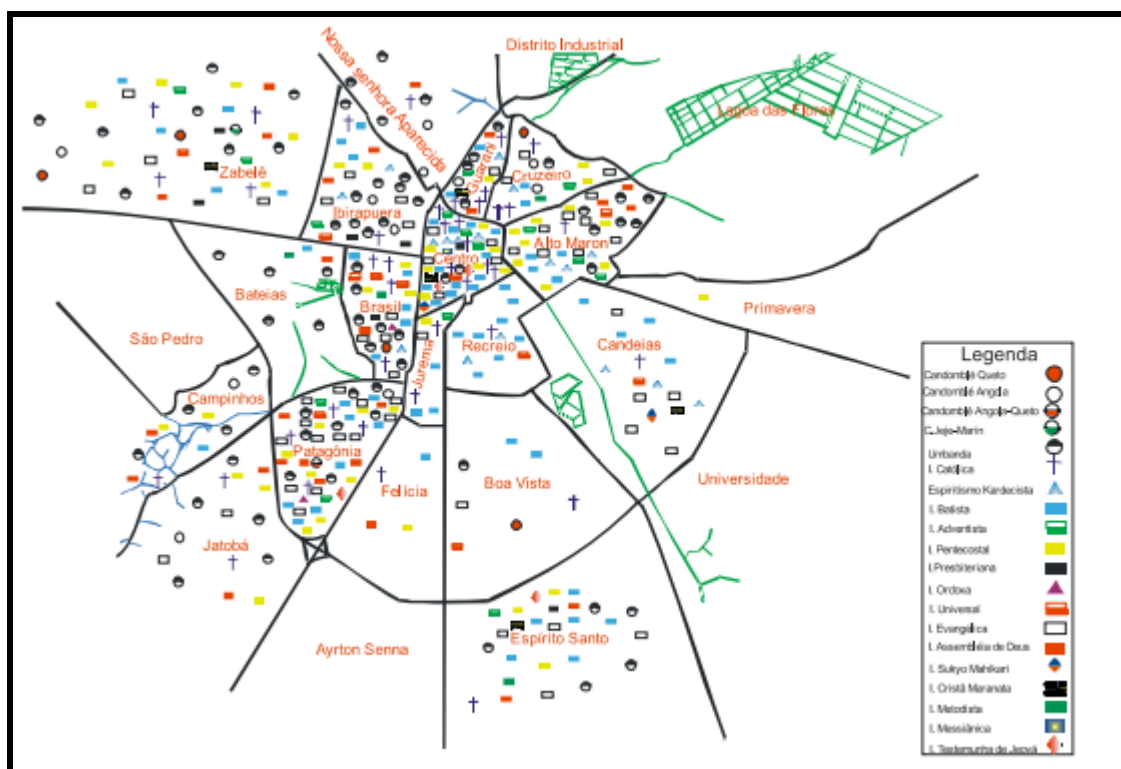 Distrito Industrial
Nossa senhora Aparecida
Lagoa das Flores
Guarani
Cruzeiro
Zabelê
Ibirapuera
Alto Maron
Centro
Bateias
Brasil
Primavera
São Pedro
Jurema
Recreio
Candeias
Campinhos
Patagônia
Felícia
Boa Vista
Universidade
Jatobá
Espírito Santo
Ayrton Senna
Legenda
Candomblé Queto
Candomblé Angola
Candomblé Angola-Queto
C.Jeje-Marin
Umbanda
I. Católica
Espiritismo Kardecista
I. Batista
I. Adventista
I. Pentecostal
I.Presbiteriana
I. Ordoxa
I. Universal
I. Evangélica
I. Assembléia de Deus
I. Sukyo Mahikari
I. Cristã Maranata
I. Metodista
I. Messiânica
I. Testemunha de Jeová